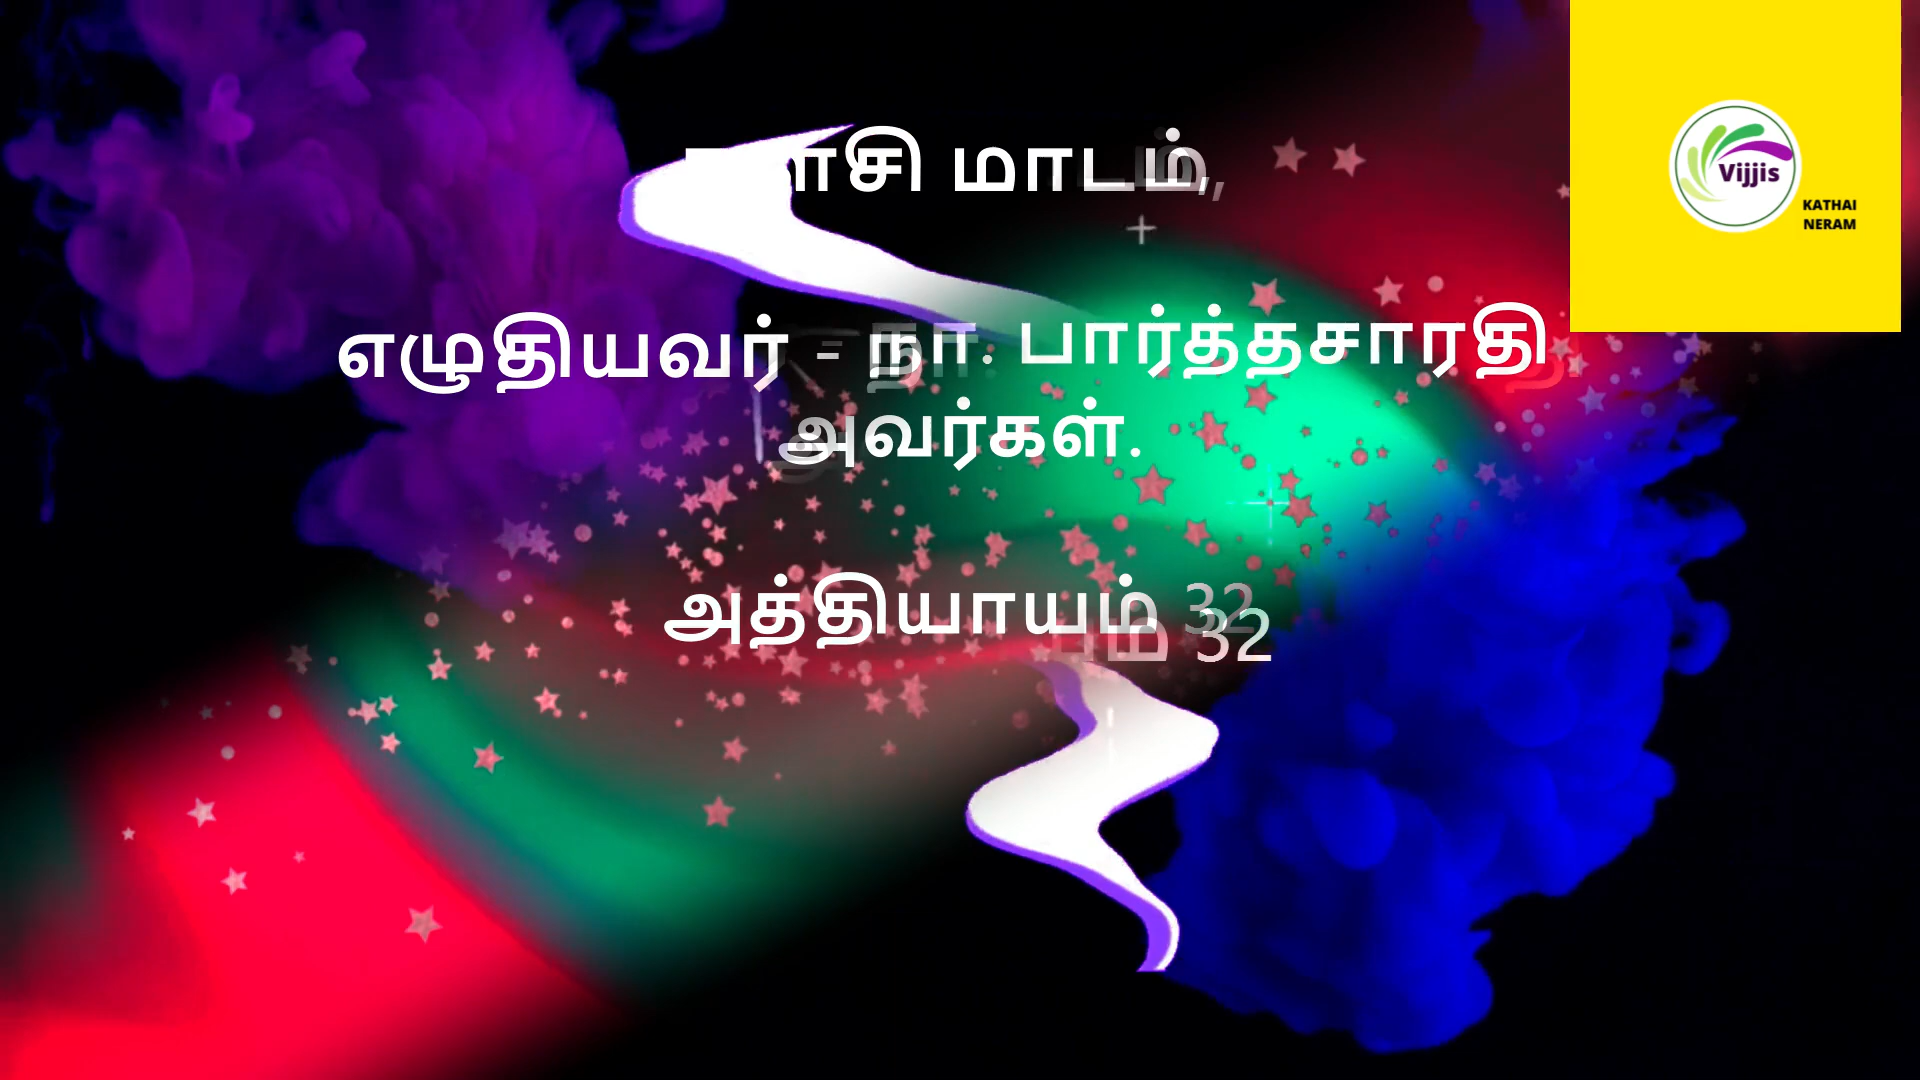 மாடம்,
எழுதியவர் - நா. பார்த்தசாரதி
அவர்கள்.
அத்தியாயம் 32
Vijjis
KATHAI
NERAM